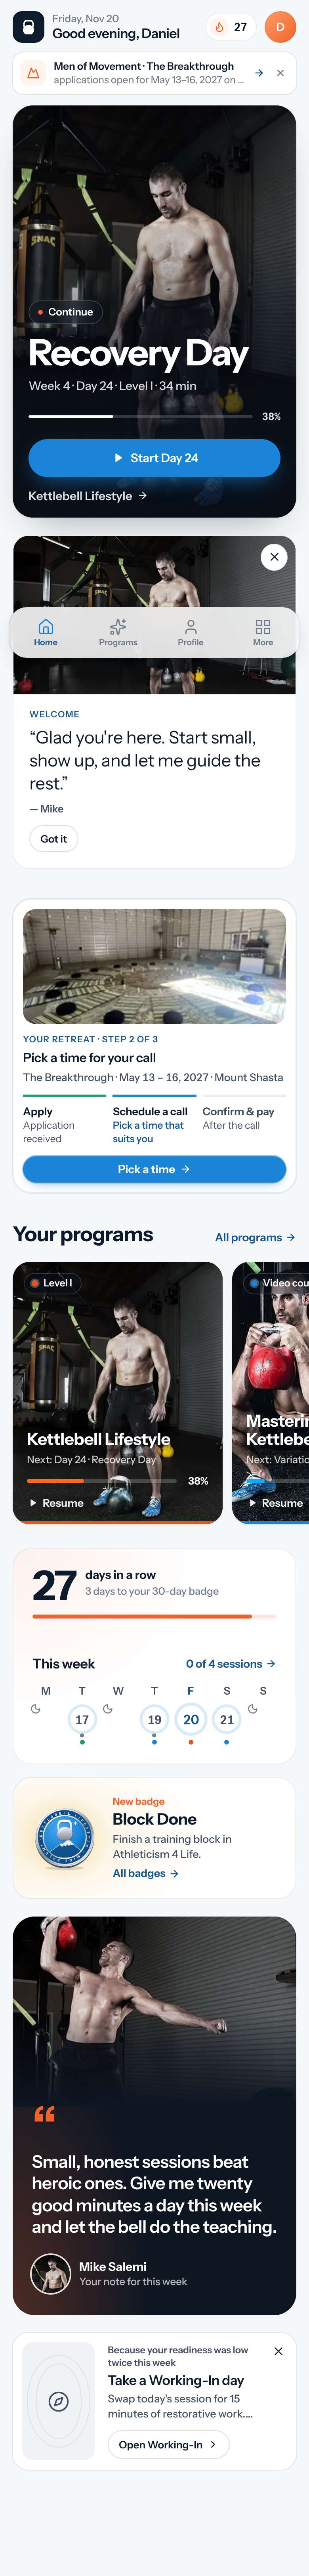 Friday, Nov 20
Good evening, Daniel
27
D
Men of Movement · The Breakthrough
applications open for May 13–16, 2027 on ...
SNAC
Continue
Recovery Day
Week 4 · Day 24 · Level I · 34 min
38%
Start Day 24
Kettlebell Lifestyle
Home
Programs
Profile
More
WELCOME
“Glad you're here. Start small,
show up, and let me guide the
rest.”
— Mike
Got it
YOUR RETREAT · STEP 2 OF 3
Pick a time for your call
The Breakthrough · May 13 – 16, 2027 · Mount Shasta
Apply
Application
received
Schedule a call
Pick a time that
suits you
Confirm & pay
After the call
Pick a time
Your programs
All programs
Level I
SNAC
Kettlebell Lifestyle
Next: Day 24 · Recovery Day
38%
Resume
Video cou
Masterin
Kettlebe
Next: Variatio
Resume
27
days in a row
3 days to your 30-day badge
This week
0 of 4 sessions
M T W T F S S
17 19 20 21
New badge
Block Done
Finish a training block in
Athleticism 4 Life.
All badges
“
Small, honest sessions beat
heroic ones. Give me twenty
good minutes a day this week
and let the bell do the teaching.
Mike Salemi
Your note for this week
Because your readiness was low
twice this week
Take a Working-In day
Swap today's session for 15
minutes of restorative work....
Open Working-In